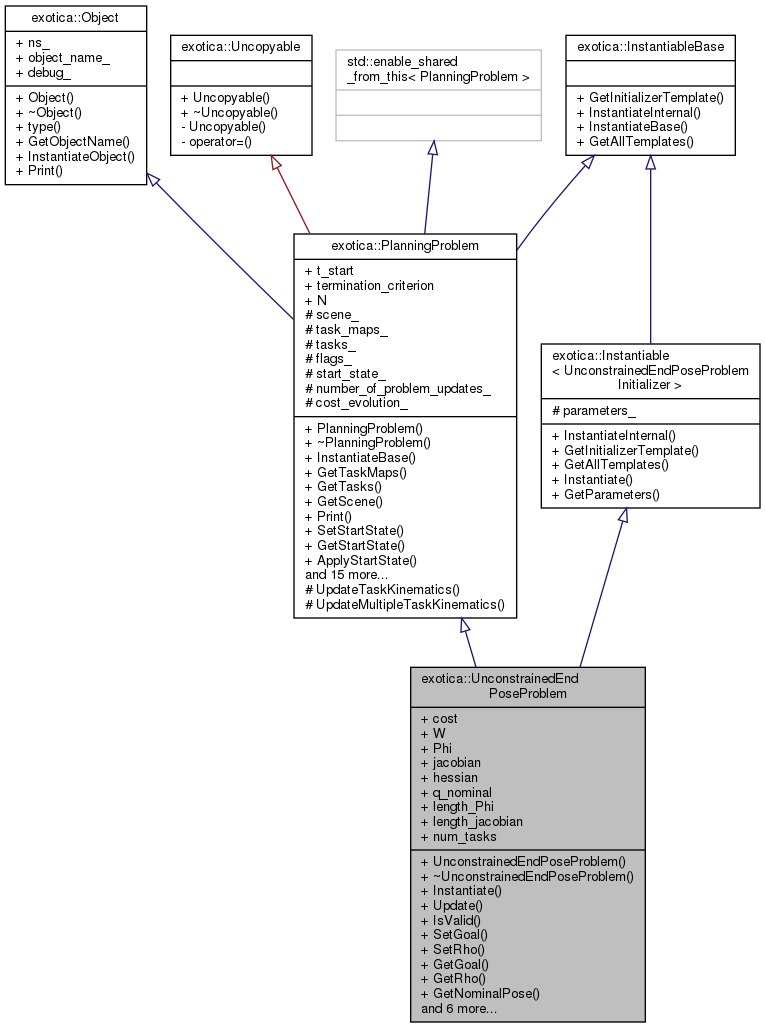 exotica::Object
+ ns_
+ object_name_
+ debug_
+ Object()
+ ~Object()
+ type()
+ GetObjectName()
+ InstantiateObject()
+ Print()
exotica::Uncopyable
+ Uncopyable()
+ ~Uncopyable()
- Uncopyable()
- operator=()
std::enable_shared
_from_this< PlanningProblem >
exotica::InstantiableBase
+ GetInitializerTemplate()
+ InstantiateInternal()
+ InstantiateBase()
+ GetAllTemplates()
exotica::PlanningProblem
+ t_start
+ termination_criterion
+ N
# scene_
# task_maps_
# tasks_
# flags_
# start_state_
# number_of_problem_updates_
# cost_evolution_
+ PlanningProblem()
+ ~PlanningProblem()
+ InstantiateBase()
+ GetTaskMaps()
+ GetTasks()
+ GetScene()
+ Print()
+ SetStartState()
+ GetStartState()
+ ApplyStartState()
and 15 more...
# UpdateTaskKinematics()
# UpdateMultipleTaskKinematics()
exotica::Instantiable
< UnconstrainedEndPoseProblem
Initializer >
# parameters_
+ InstantiateInternal()
+ GetInitializerTemplate()
+ GetAllTemplates()
+ Instantiate()
+ GetParameters()
exotica::UnconstrainedEnd
PoseProblem
+ cost
+ W
+ Phi
+ jacobian
+ hessian
+ q_nominal
+ length_Phi
+ length_jacobian
+ num_tasks
+ UnconstrainedEndPoseProblem()
+ ~UnconstrainedEndPoseProblem()
+ Instantiate()
+ Update()
+ IsValid()
+ SetGoal()
+ SetRho()
+ GetGoal()
+ GetRho()
+ GetNominalPose()
and 6 more...